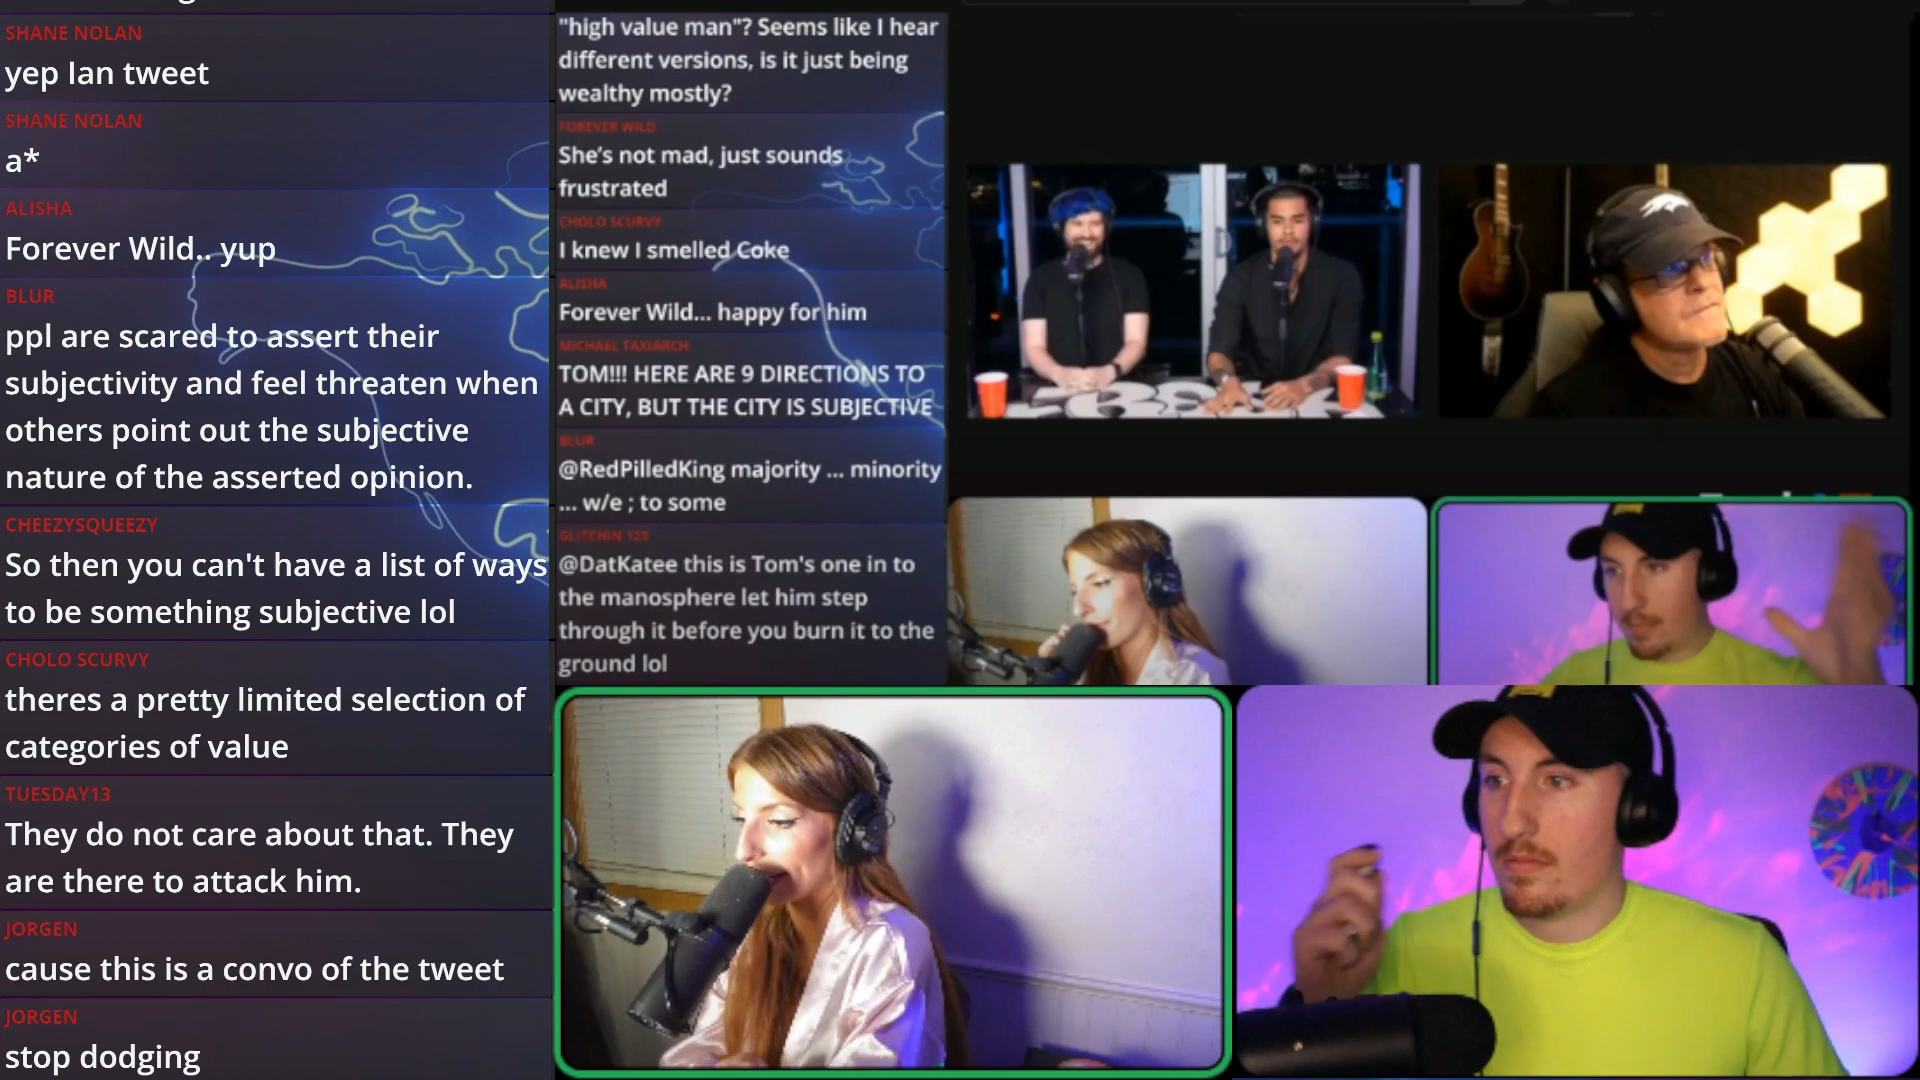 SHANE NOLAN
yep Ian tweet
SHANE NOLAN
a*
ALISHA
Forever Wild.. yup
BLUR
ppl are scared to assert their
subjectivity and feel threaten when
others point out the subjective
nature of the asserted opinion.
CHEEZYSQUEEZY
So then you can't have a list of ways
to be something subjective lol
CHOLO SCURVY
theres a pretty limited selection of
categories of value
TUESDAY13
They do not care about that. They
are there to attack him.
JORGEN
cause this is a convo of the tweet
JORGEN
stop dodging
"high value man"? Seems like I hear
different versions, is it just being
wealthy mostly?
FOREVER WILD
She's not mad, just sounds
frustrated
CHOLO SCURVY
I knew I smelled Coke
ALISHA
Forever Wild... happy for him
MICHAEL TAXIARCH
TOM!!! HERE ARE 9 DIRECTIONS TO
A CITY, BUT THE CITY IS SUBJECTIVE
BLUR
@RedPilledKing majority ... minority
... w/e ; to some
GLITCHIN 123
@DatKatee this is Tom's one in to
the manosphere let him step
through it before you burn it to the
ground lol